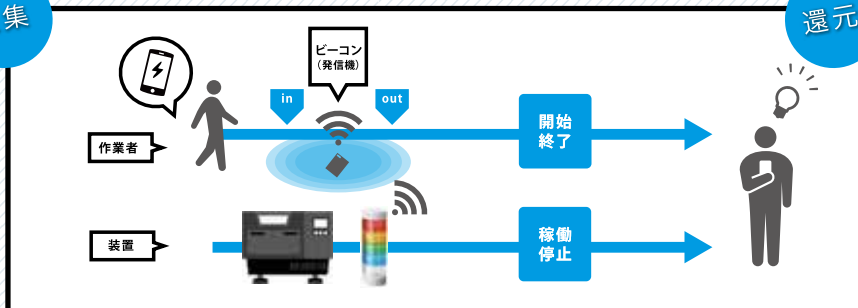 集
還元
ビーコン
（発信機）
in
out
作業者
開始
終了
装置
稼働
停止